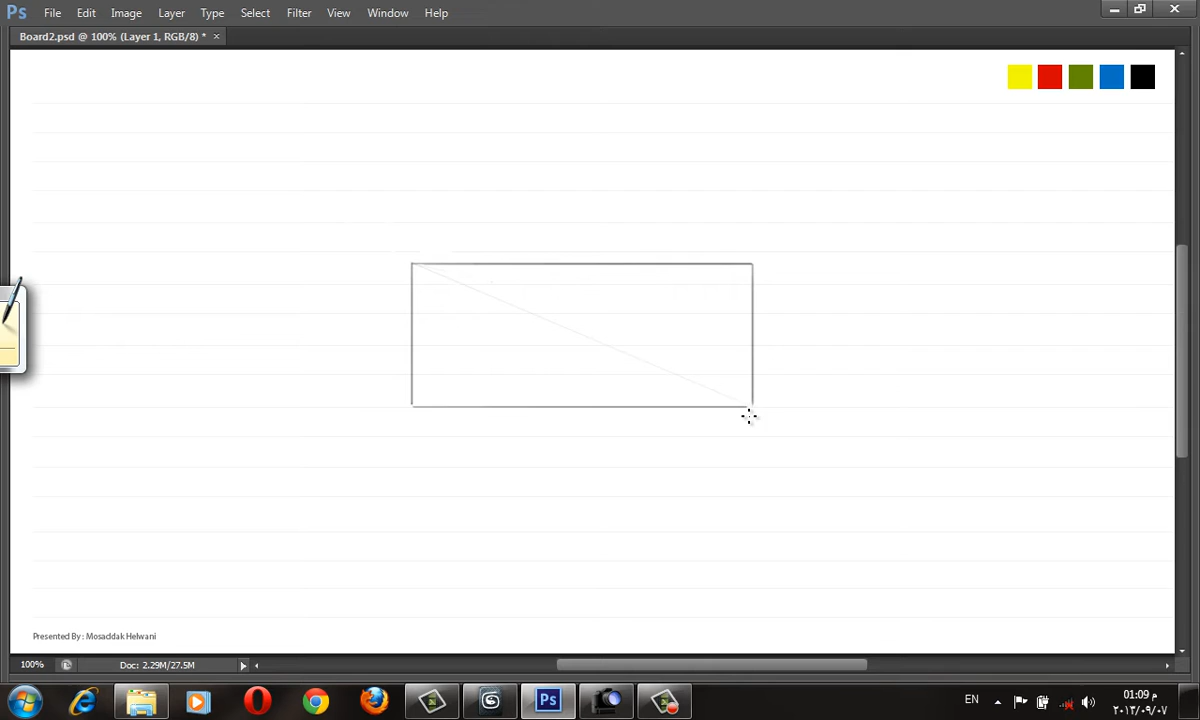 Ps File Edit Image Layer Type Select Filter View Window Help
Board2.psd @ 100% (Layer 1, RGB/8) * ×
Presented By : Mosaddak Helwani
100% Doc: 2.29M/27.5M
Ps EN 01:09 م
٢٠١٣/٠٩/٠٧